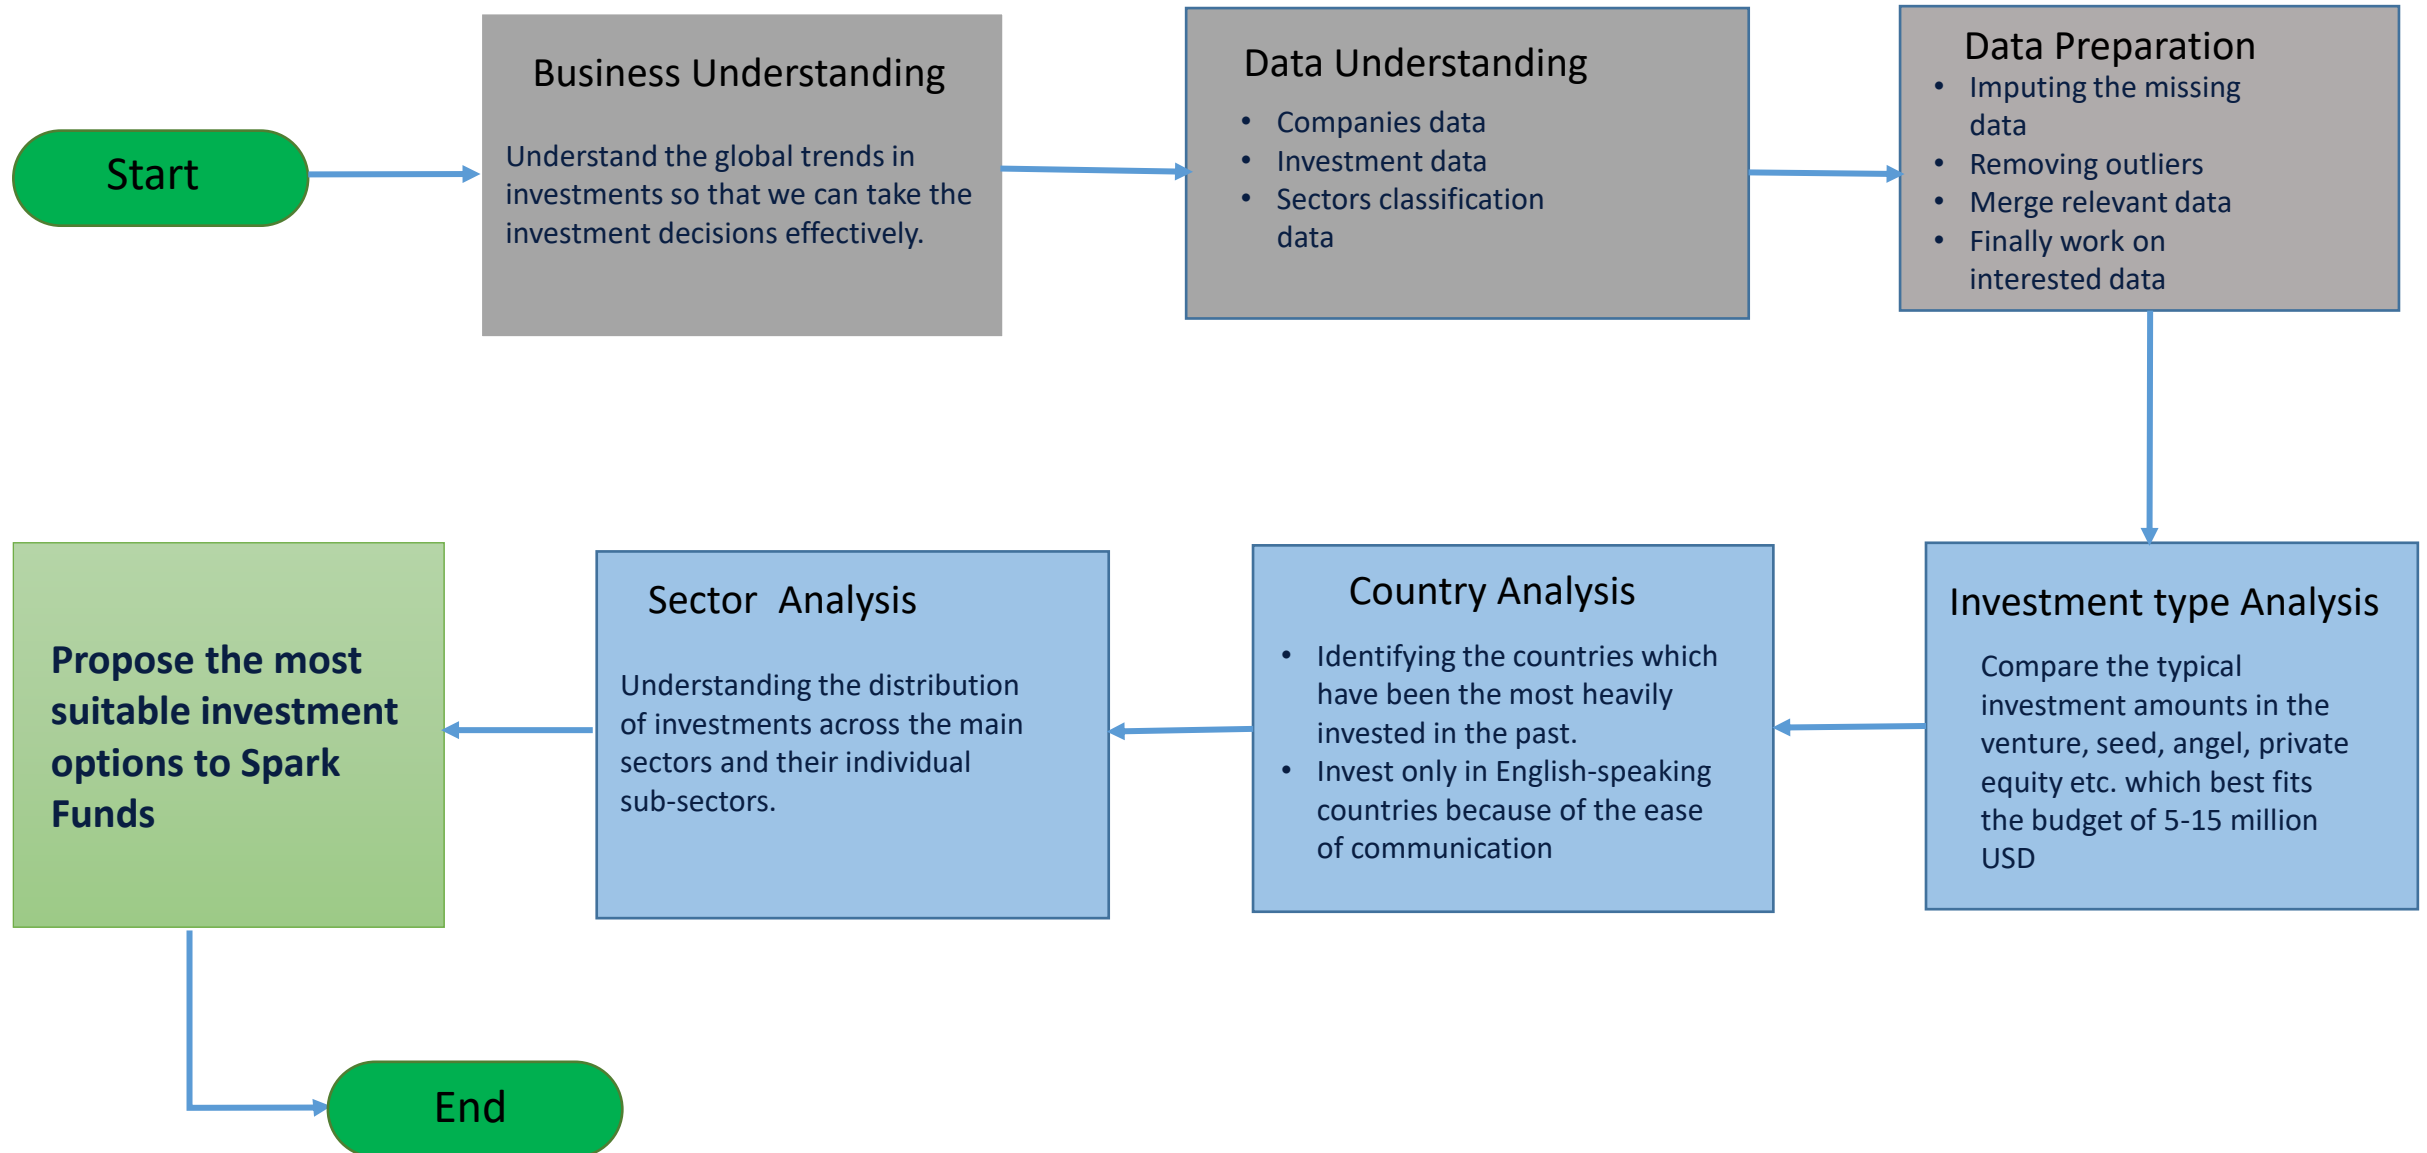 Start
Business Understanding
Understand the global trends in
investments so that we can take the
investment decisions effectively.
Data Understanding
• Companies data
• Investment data
• Sectors classification
data
Data Preparation
• Imputing the missing
data
• Removing outliers
• Merge relevant data
• Finally work on
interested data
Investment type Analysis
Compare the typical
investment amounts in the
venture, seed, angel, private
equity etc. which best fits
the budget of 5-15 million
USD
Country Analysis
• Identifying the countries which
have been the most heavily
invested in the past.
• Invest only in English-speaking
countries because of the ease
of communication
Sector Analysis
Understanding the distribution
of investments across the main
sectors and their individual
sub-sectors.
Propose the most
suitable investment
options to Spark
Funds
End